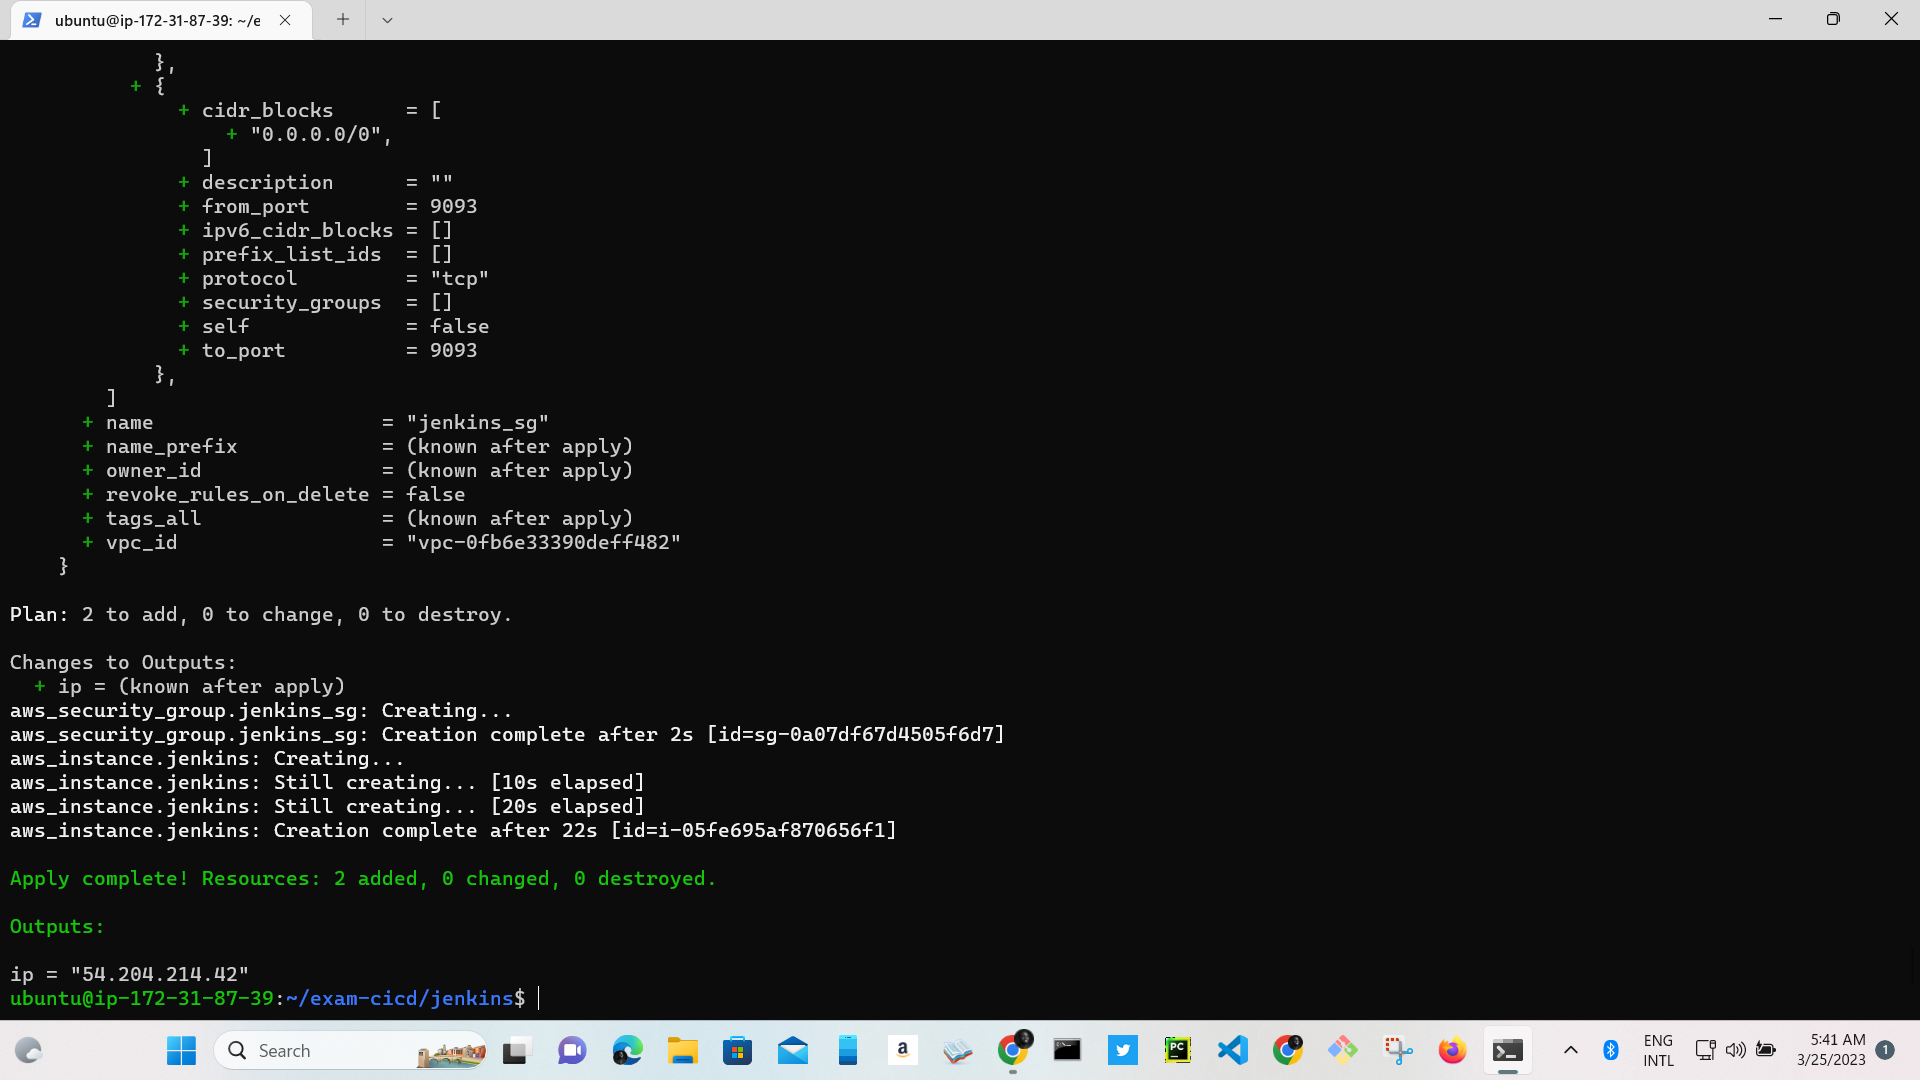 ubuntu@ip-172-31-87-39: ~/e
},
+ {
+ cidr_blocks      = [
+ "0.0.0.0/0",
]
+ description      = ""
+ from_port        = 9093
+ ipv6_cidr_blocks = []
+ prefix_list_ids  = []
+ protocol         = "tcp"
+ security_groups  = []
+ self             = false
+ to_port          = 9093
},
]
+ name                   = "jenkins_sg"
+ name_prefix            = (known after apply)
+ owner_id               = (known after apply)
+ revoke_rules_on_delete = false
+ tags_all               = (known after apply)
+ vpc_id                 = "vpc-0fb6e33390deff482"
}
Plan: 2 to add, 0 to change, 0 to destroy.
Changes to Outputs:
+ ip = (known after apply)
aws_security_group.jenkins_sg: Creating...
aws_security_group.jenkins_sg: Creation complete after 2s [id=sg-0a07df67d4505f6d7]
aws_instance.jenkins: Creating...
aws_instance.jenkins: Still creating... [10s elapsed]
aws_instance.jenkins: Still creating... [20s elapsed]
aws_instance.jenkins: Creation complete after 22s [id=i-05fe695af870656f1]
Apply complete! Resources: 2 added, 0 changed, 0 destroyed.
Outputs:
ip = "54.204.214.42"
ubuntu@ip-172-31-87-39:~/exam-cicd/jenkins$
Search
a
PC
ENG
INTL
5:41 AM
3/25/2023
1